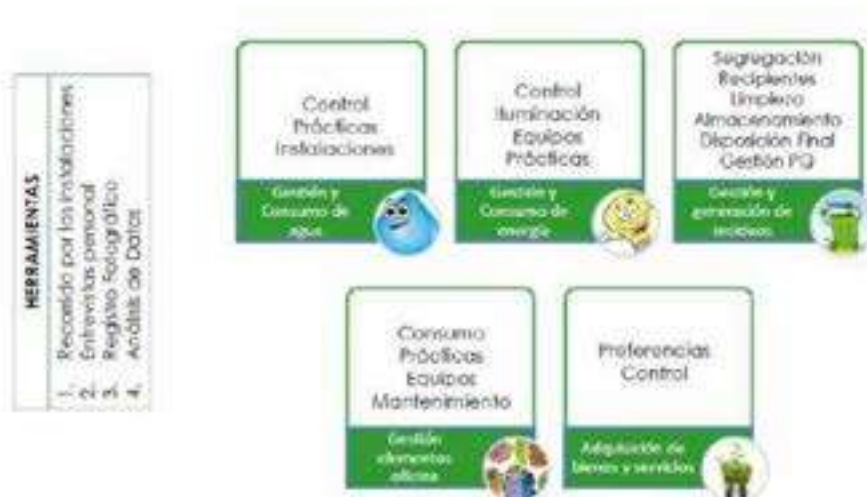 HERRAMIENTAS
1. Recorrido por las instalaciones
2. Entrevistas personal
3. Registro Fotográfico
4. Análisis de Datos
Control
Prácticas
Instalaciones
Gestión y
Consumo de
agua
Control
Iluminación
Equipos
Prácticas
Gestión y
Consumo de
energía
Segregación
Recipientes
Limpieza
Almacenamiento
Disposición Final
Gestión PQ
Gestión y
generación de
residuos
Consumo
Prácticas
Equipos
Mantenimiento
Gestión
elementos
oficina
Preferencias
Control
Adquisición de
bienes y servicios